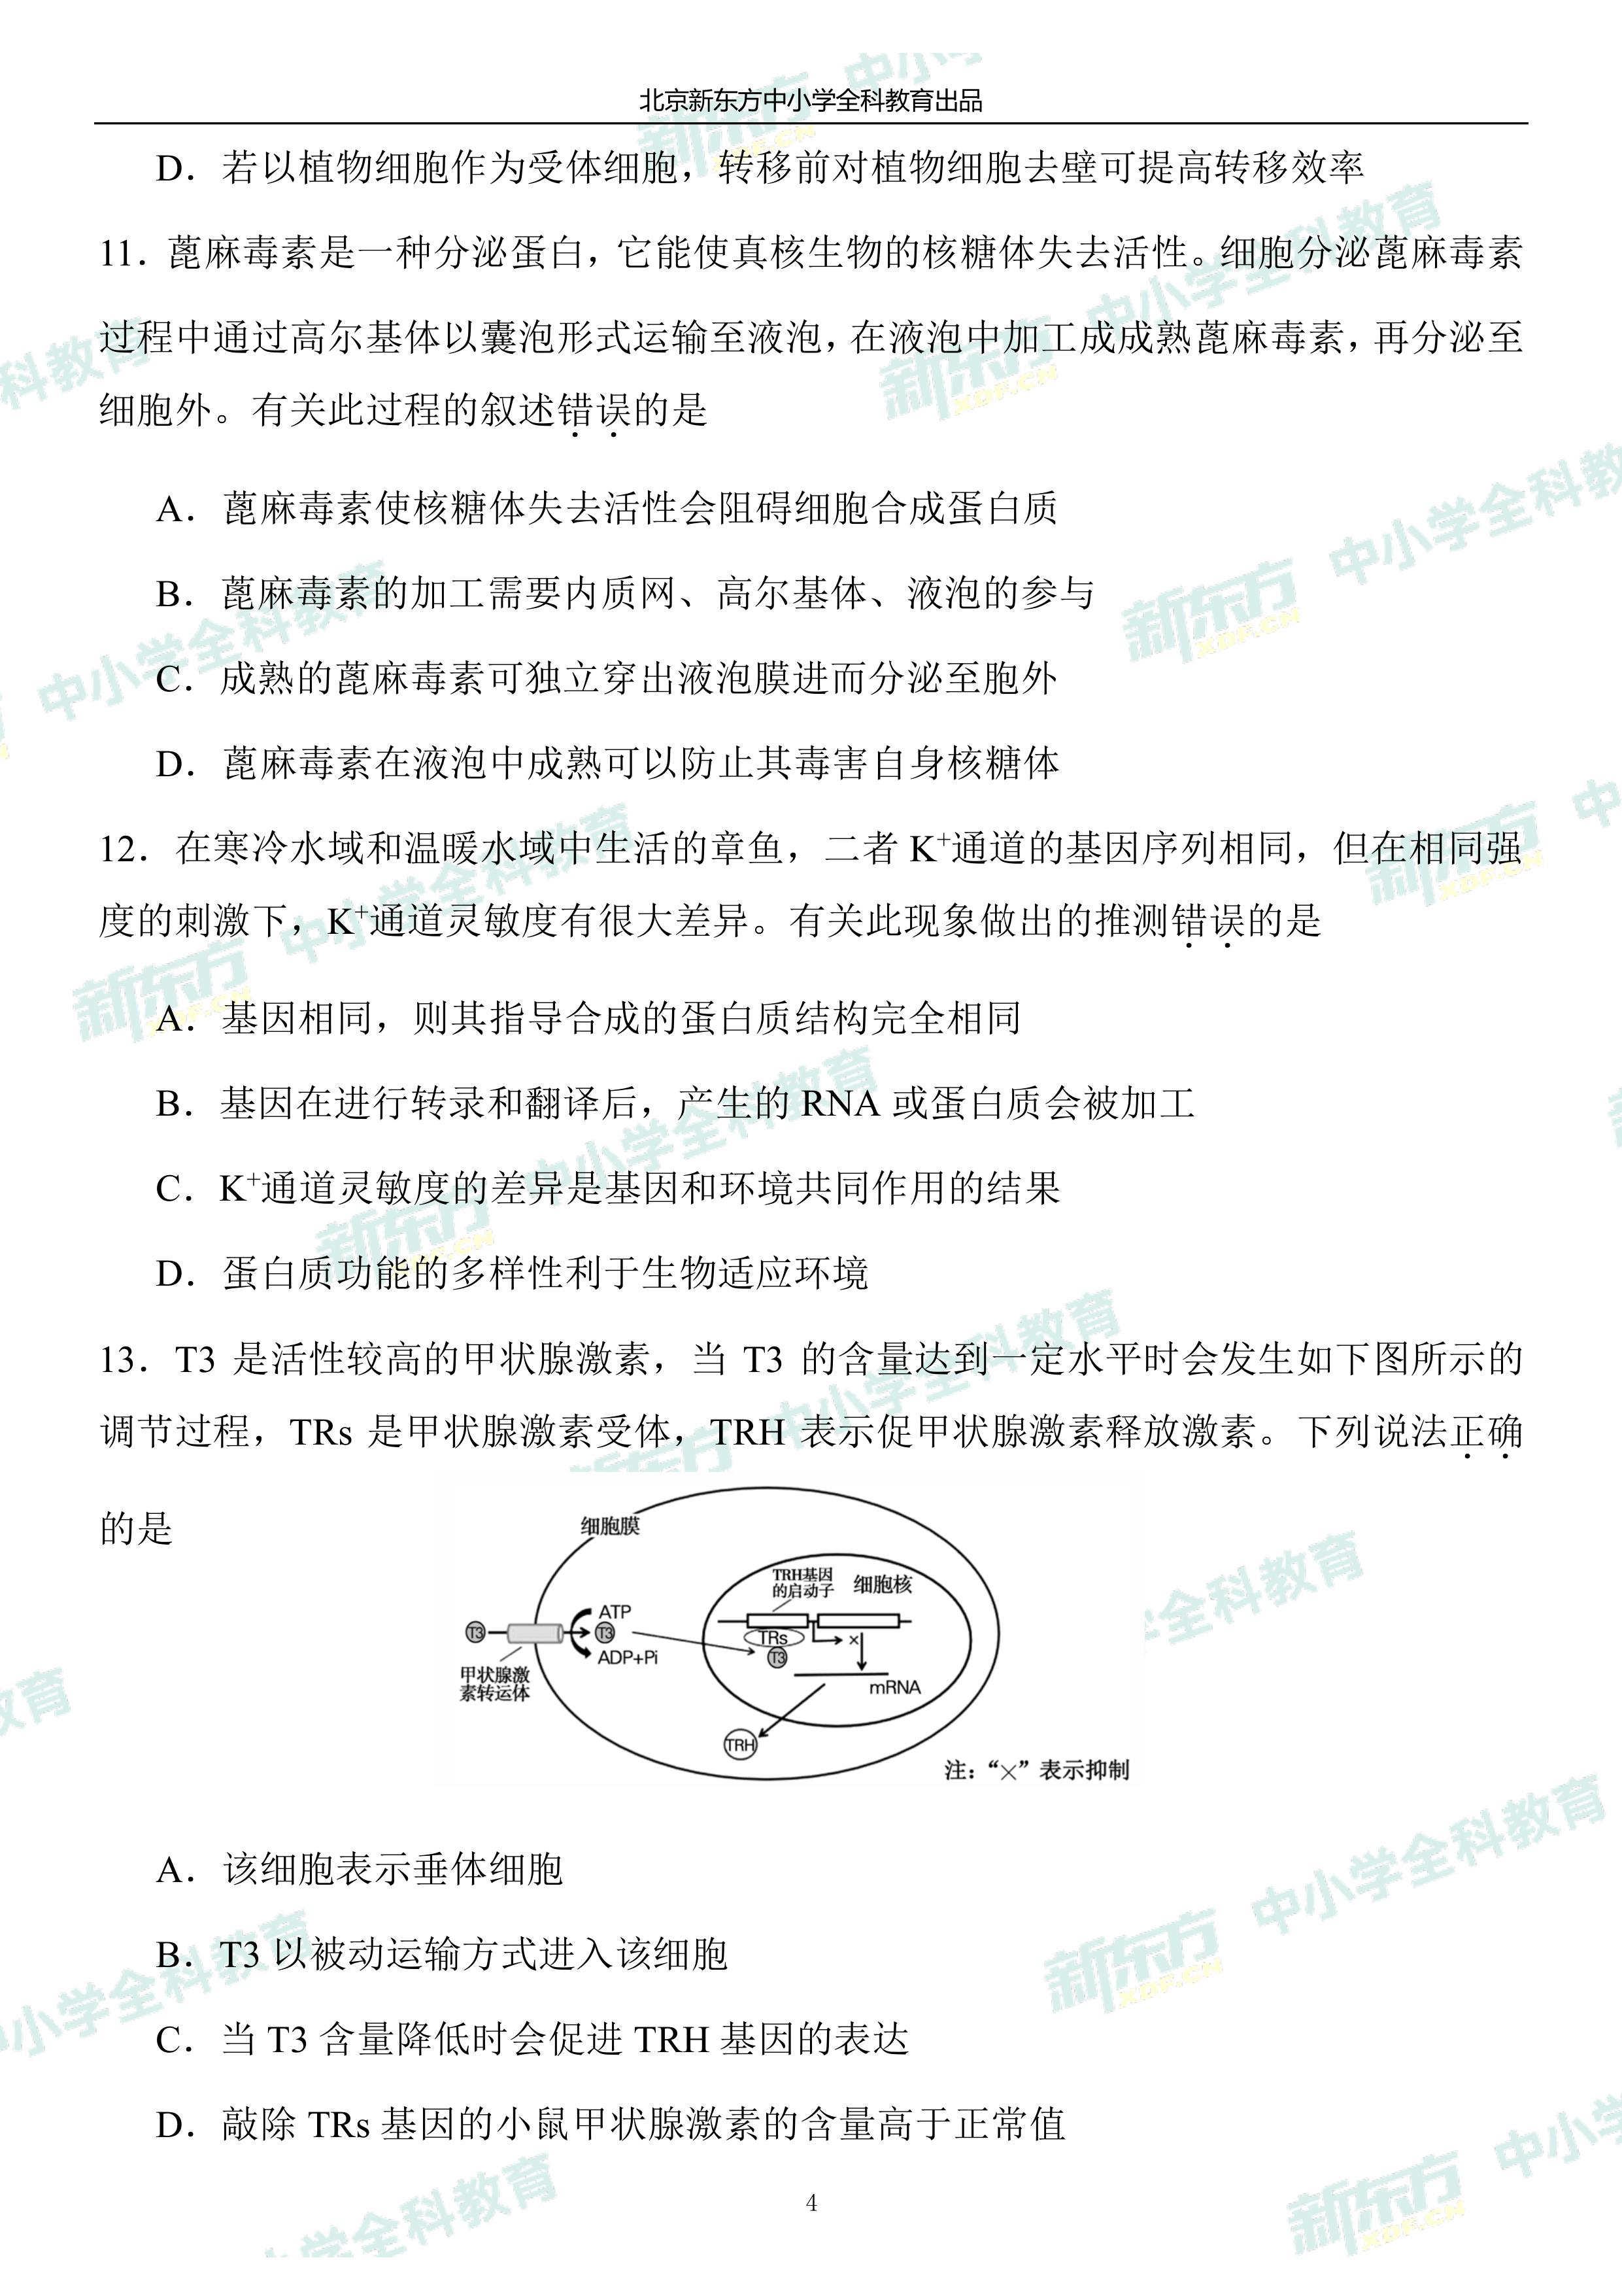 北京新东方中小学全科教育出品
D．若以植物细胞作为受体细胞，转移前对植物细胞去壁可提高转移效率
11．蓖麻毒素是一种分泌蛋白，它能使真核生物的核糖体失去活性。细胞分泌蓖麻毒素
过程中通过高尔基体以囊泡形式运输至液泡，在液泡中加工成成熟蓖麻毒素，再分泌至
细胞外。有关此过程的叙述错误的是
A．蓖麻毒素使核糖体失去活性会阻碍细胞合成蛋白质
B．蓖麻毒素的加工需要内质网、高尔基体、液泡的参与
C．成熟的蓖麻毒素可独立穿出液泡膜进而分泌至胞外
D．蓖麻毒素在液泡中成熟可以防止其毒害自身核糖体
12．在寒冷水域和温暖水域中生活的章鱼，二者 K⁺通道的基因序列相同，但在相同强
度的刺激下，K⁺通道灵敏度有很大差异。有关此现象做出的推测错误的是
A．基因相同，则其指导合成的蛋白质结构完全相同
B．基因在进行转录和翻译后，产生的 RNA 或蛋白质会被加工
C．K⁺通道灵敏度的差异是基因和环境共同作用的结果
D．蛋白质功能的多样性利于生物适应环境
13．T3 是活性较高的甲状腺激素，当 T3 的含量达到一定水平时会发生如下图所示的
调节过程，TRs 是甲状腺激素受体，TRH 表示促甲状腺激素释放激素。下列说法正确
的是
细胞膜
TRH基因
的启动子
细胞核
T3
ATP
T3
ADP+Pi
TRs
T3
×
mRNA
甲状腺激
素转运体
TRH
注：“×”表示抑制
A．该细胞表示垂体细胞
B．T3 以被动运输方式进入该细胞
C．当 T3 含量降低时会促进 TRH 基因的表达
D．敲除 TRs 基因的小鼠甲状腺激素的含量高于正常值
4
新东方 XDF.CN 中小学全科教育